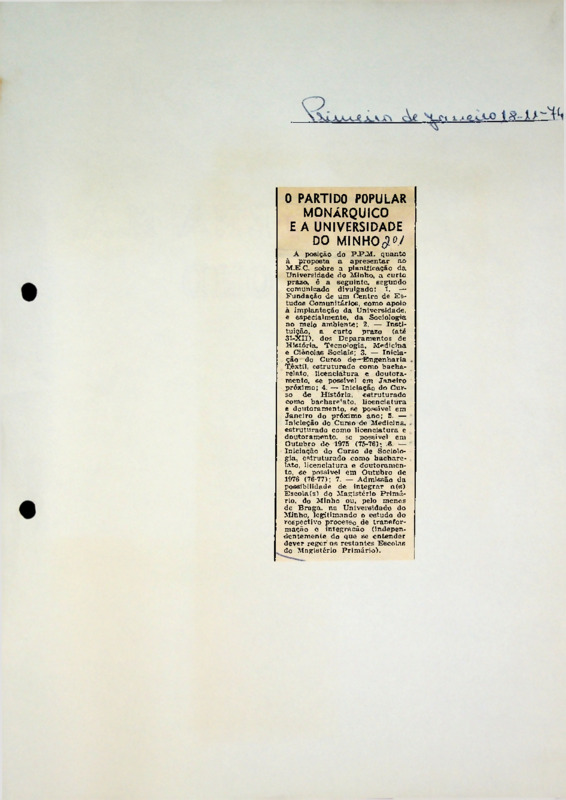 Primeiro de Janeiro 18-11-74
O PARTIDO POPULAR
MONÁRQUICO
E A UNIVERSIDADE
DO MINHO 201
A posição do P.P.M. quanto
à proposta a apresentar no
M.E.C. sobre a planificação da
Universidade do Minho, a curto
prazo, é a seguinte, segundo
comunicado divulgado: 1. —
Fundação de um Centro de Es-
tudos Comunitários, como apoio
à implantação da Universidade,
e especialmente, da Sociologia
no meio ambiente; 2. — Insti-
tuição, a curto prazo (até
31-XII), dos Departamentos de
História, Tecnologia, Medicina
e Ciências Sociais; 3. — Inicia-
ção do Curso de Engenharia
Têxtil, estruturado como bacha-
relato, licenciatura e doutora-
mento, se possível em Janeiro
próximo; 4. — Iniciação do Cur-
so de História, estruturado
como bacharelato, licenciatura
e doutoramento, se possível em
Janeiro do próximo ano; 5. —
Iniciação do Curso de Medicina,
estruturado como licenciatura e
doutoramento, se possível em
Outubro de 1975 (75-76); 6. —
Iniciação do Curso de Sociolo-
gia, estruturado como bachare-
lato, licenciatura e doutoramen-
to, se possível em Outubro de
1976 (76-77); 7. — Admissão da
possibilidade de integrar a(s)
Escola(s) do Magistério Primá-
rio, do Minho ou, pelo menos
de Braga, na Universidade do
Minho, legitimando o estudo do
respectivo processo de transfor-
mação e integração (indepen-
dentemente do que se entender
dever reger as restantes Escolas
do Magistério Primário).